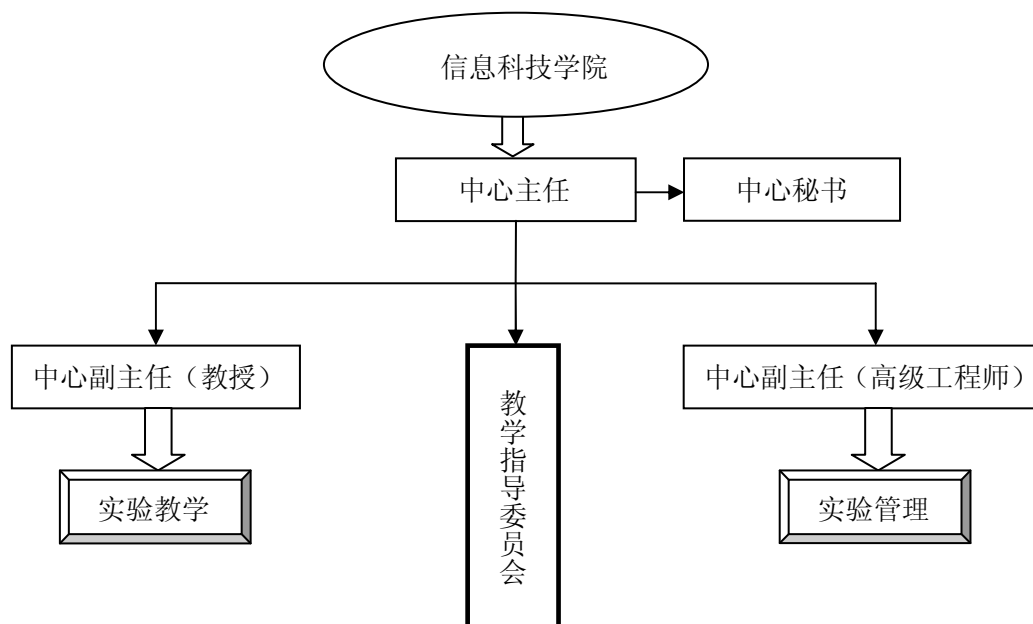 信息科技学院
中心主任
中心秘书
中心副主任（教授）
教学指导委员会
中心副主任（高级工程师）
实验教学
实验管理